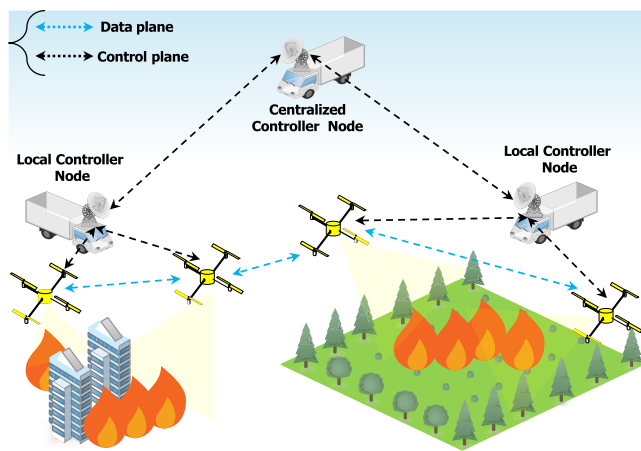 Data plane
Control plane
Centralized
Controller Node
Local Controller
Node
Local Controller
Node